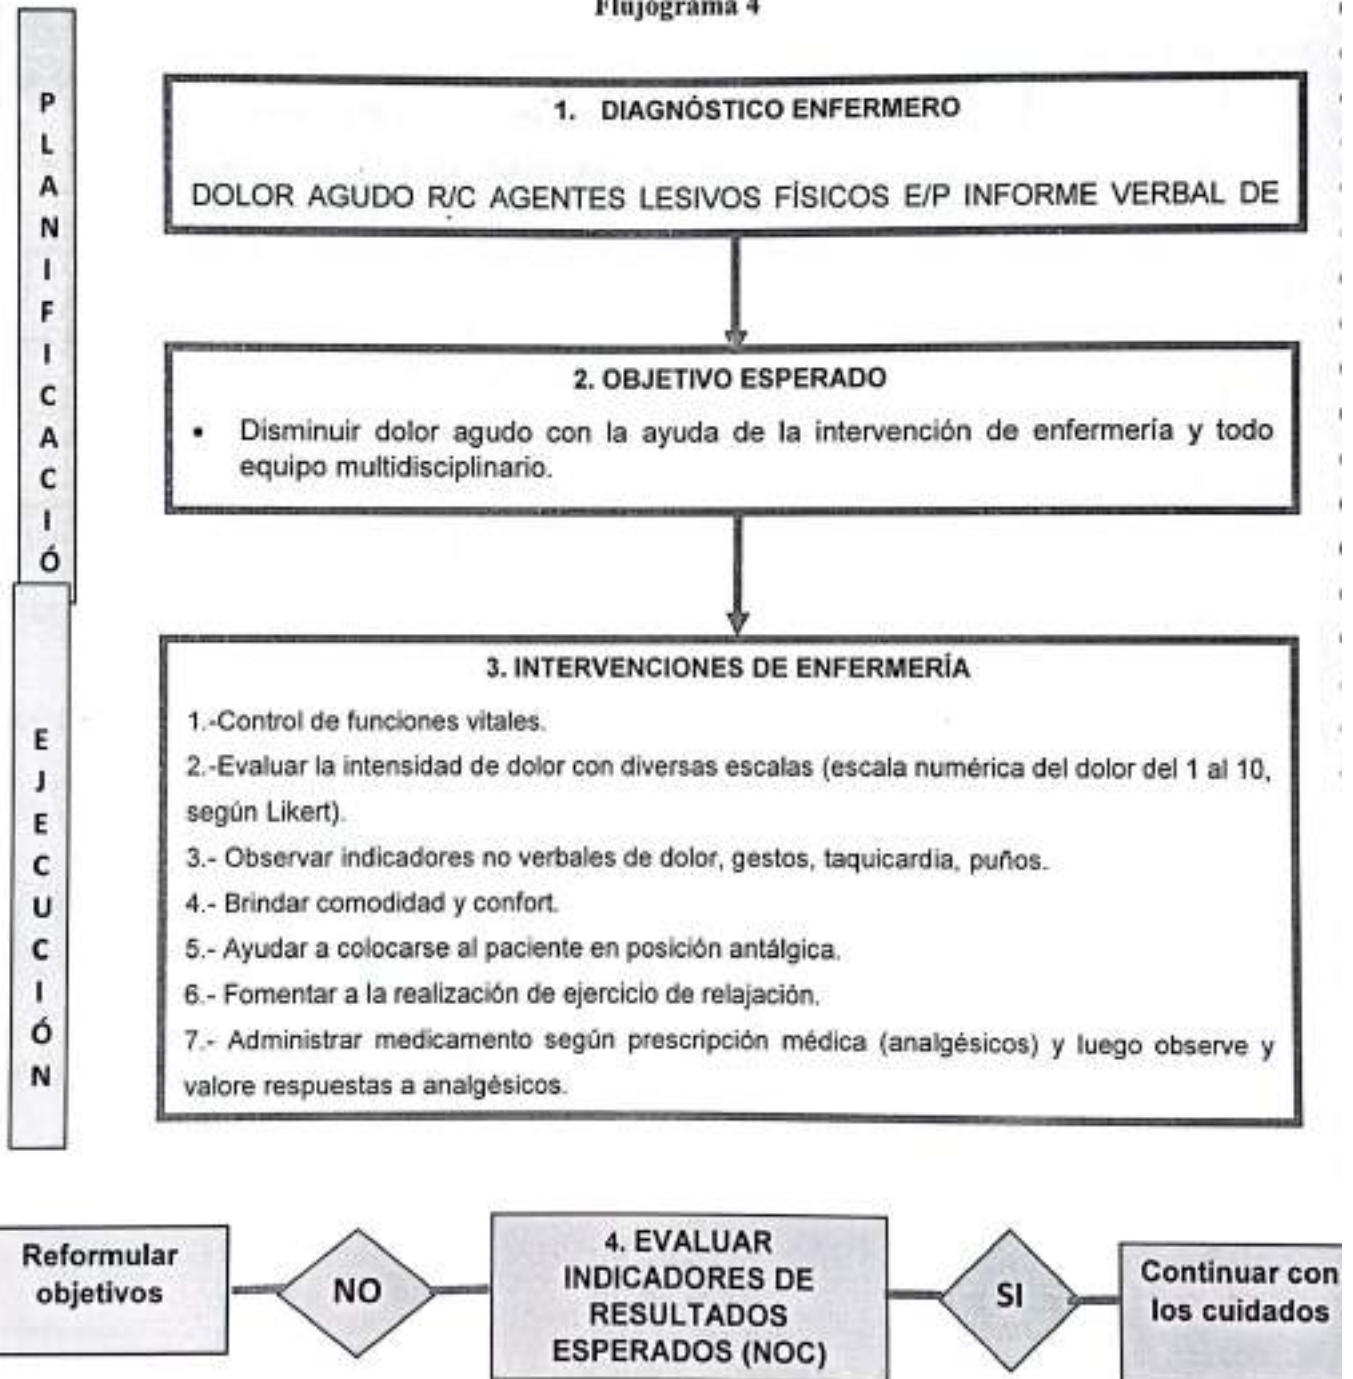 Flujograma 4
PLANIFICACIÓ
1. DIAGNÓSTICO ENFERMERO
DOLOR AGUDO R/C AGENTES LESIVOS FÍSICOS E/P INFORME VERBAL DE
2. OBJETIVO ESPERADO
• Disminuir dolor agudo con la ayuda de la intervención de enfermería y todo
equipo multidisciplinario.
EJECUCIÓN
3. INTERVENCIONES DE ENFERMERÍA
1.-Control de funciones vitales.
2.-Evaluar la intensidad de dolor con diversas escalas (escala numérica del dolor del 1 al 10,
según Likert).
3.- Observar indicadores no verbales de dolor, gestos, taquicardia, puños.
4.- Brindar comodidad y confort.
5.- Ayudar a colocarse al paciente en posición antálgica.
6.- Fomentar a la realización de ejercicio de relajación.
7.- Administrar medicamento según prescripción médica (analgésicos) y luego observe y
valore respuestas a analgésicos.
Reformular
objetivos
NO
4. EVALUAR
INDICADORES DE
RESULTADOS
ESPERADOS (NOC)
SI
Continuar con
los cuidados